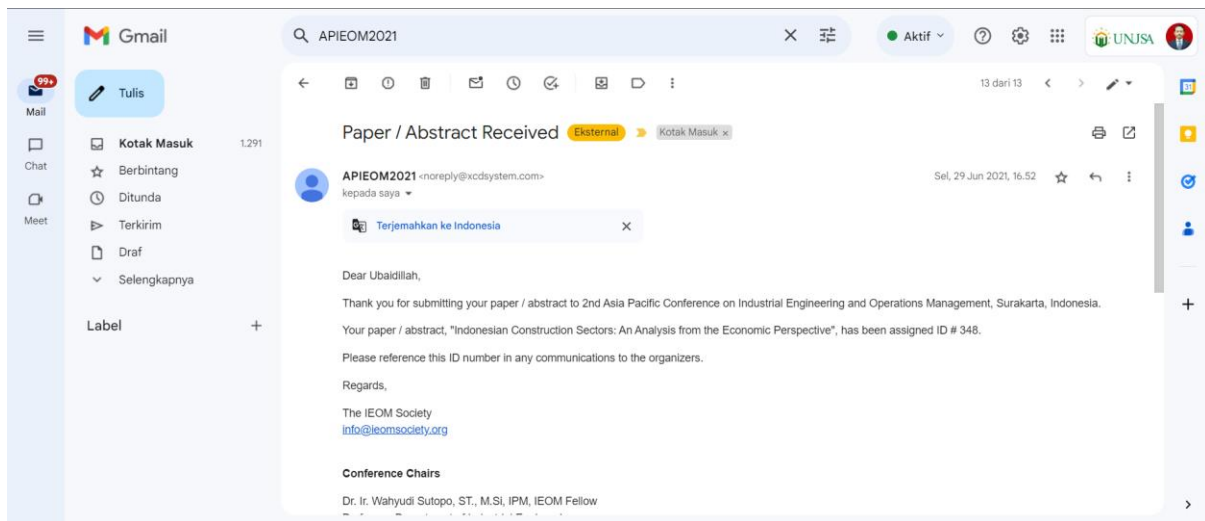 Gmail
APIEOM2021
Aktif
UNUSA
99+
Mail
Chat
Meet
Tulis
Kotak Masuk 1.291
Berbintang
Ditunda
Terkirim
Draf
Selengkapnya
Label
13 dari 13
31
Paper / Abstract Received Eksternal Kotak Masuk x
APIEOM2021 <noreply@xcdsystem.com> Sel, 29 Jun 2021, 16.52
kepada saya
Terjemahkan ke Indonesia
Dear Ubaidillah,
Thank you for submitting your paper / abstract to 2nd Asia Pacific Conference on Industrial Engineering and Operations Management, Surakarta, Indonesia.
Your paper / abstract, "Indonesian Construction Sectors: An Analysis from the Economic Perspective", has been assigned ID # 348.
Please reference this ID number in any communications to the organizers.
Regards,
The IEOM Society
info@ieomsociety.org
Conference Chairs
Dr. Ir. Wahyudi Sutopo, ST., M.Si, IPM, IEOM Fellow